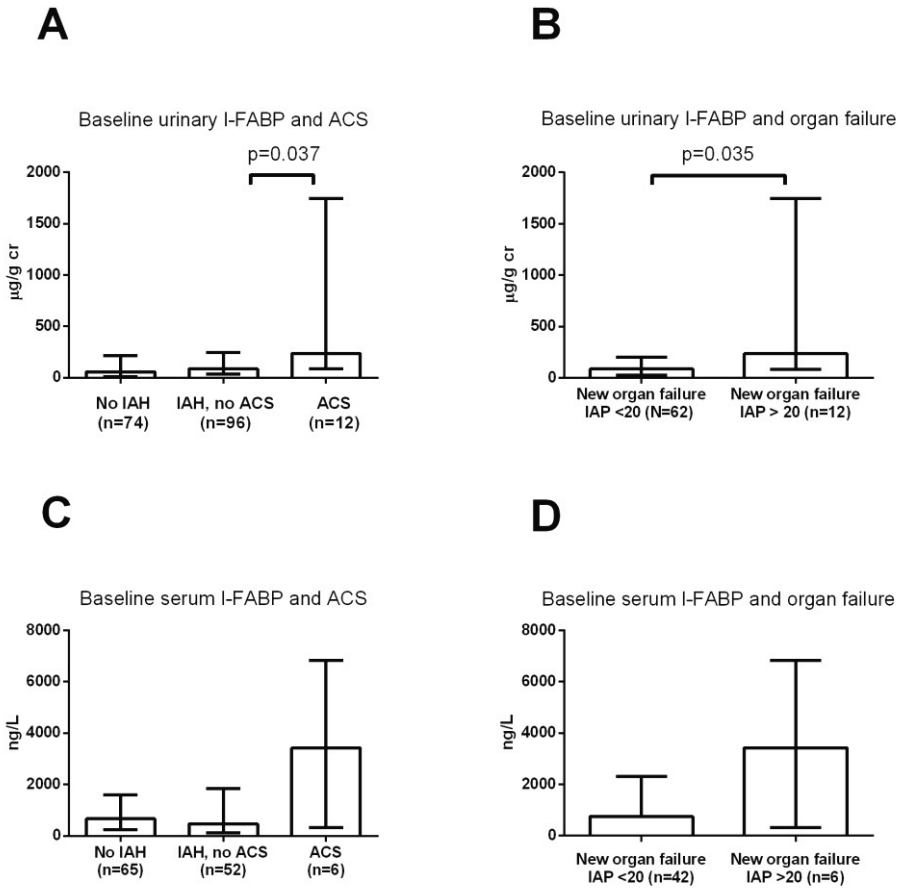 A
Baseline urinary I-FABP and ACS
p=0.037
2000
1500
1000
500
0
µg/g cr
No IAH
(n=74)
IAH, no ACS
(n=96)
ACS
(n=12)
B
Baseline urinary I-FABP and organ failure
p=0.035
2000
1500
1000
500
0
µg/g cr
New organ failure
IAP <20 (N=62)
New organ failure
IAP > 20 (n=12)
C
Baseline serum I-FABP and ACS
8000
6000
4000
2000
0
ng/L
No IAH
(n=65)
IAH, no ACS
(n=52)
ACS
(n=6)
D
Baseline serum I-FABP and organ failure
8000
6000
4000
2000
0
ng/L
New organ failure
IAP <20 (n=42)
New organ failure
IAP >20 (n=6)